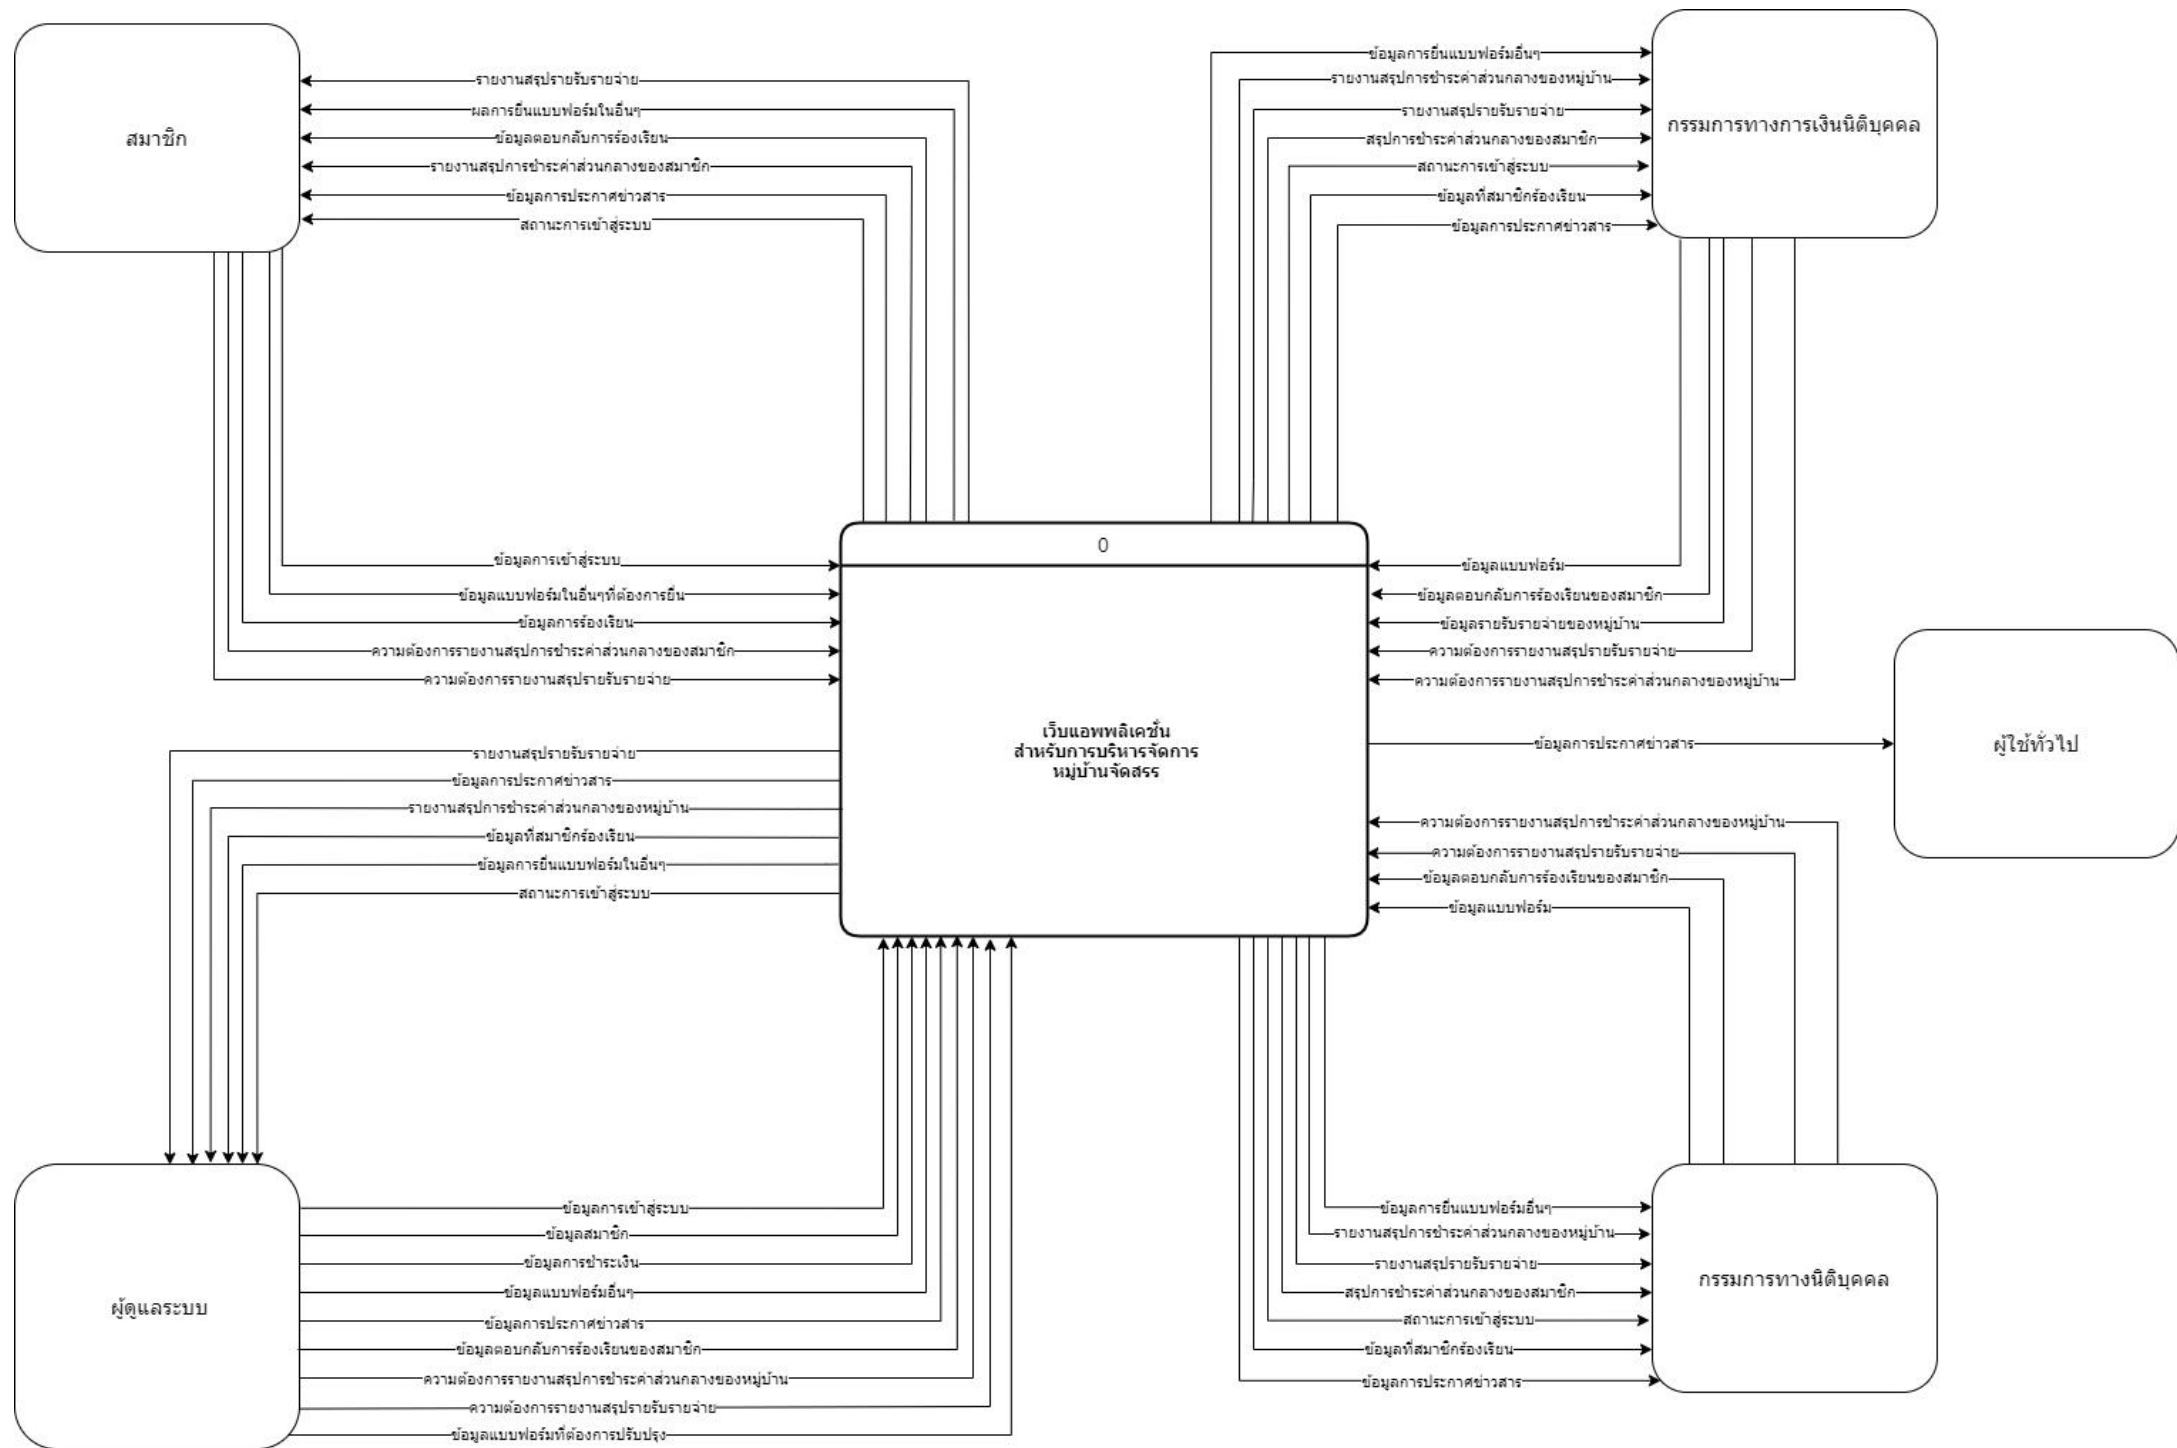 สมาชิก
รายงานสรุปรายรับรายจ่าย
ผลการยื่นแบบฟอร์มในอื่นๆ
ข้อมูลตอบกลับการร้องเรียน
รายงานสรุปการชำระค่าส่วนกลางของสมาชิก
ข้อมูลการประกาศข่าวสาร
สถานะการเข้าสู่ระบบ
ข้อมูลการยื่นแบบฟอร์มอื่นๆ
รายงานสรุปการชำระค่าส่วนกลางของหมู่บ้าน
รายงานสรุปรายรับรายจ่าย
สรุปการชำระค่าส่วนกลางของสมาชิก
สถานะการเข้าสู่ระบบ
ข้อมูลที่สมาชิกร้องเรียน
ข้อมูลการประกาศข่าวสาร
กรรมการทางการเงินนิติบุคคล
ข้อมูลการเข้าสู่ระบบ
ข้อมูลแบบฟอร์มในอื่นๆที่ต้องการยื่น
ข้อมูลการร้องเรียน
ความต้องการรายงานสรุปการชำระค่าส่วนกลางของสมาชิก
ความต้องการรายงานสรุปรายรับรายจ่าย
0
เว็บแอพพลิเคชั่น
สำหรับการบริหารจัดการ
หมู่บ้านจัดสรร
ข้อมูลแบบฟอร์ม
ข้อมูลตอบกลับการร้องเรียนของสมาชิก
ข้อมูลรายรับรายจ่ายของหมู่บ้าน
ความต้องการรายงานสรุปรายรับรายจ่าย
ความต้องการรายงานสรุปการชำระค่าส่วนกลางของหมู่บ้าน
ข้อมูลการประกาศข่าวสาร
ผู้ใช้ทั่วไป
รายงานสรุปรายรับรายจ่าย
ข้อมูลการประกาศข่าวสาร
รายงานสรุปการชำระค่าส่วนกลางของหมู่บ้าน
ข้อมูลที่สมาชิกร้องเรียน
ข้อมูลการยื่นแบบฟอร์มในอื่นๆ
สถานะการเข้าสู่ระบบ
ความต้องการรายงานสรุปการชำระค่าส่วนกลางของหมู่บ้าน
ความต้องการรายงานสรุปรายรับรายจ่าย
ข้อมูลตอบกลับการร้องเรียนของสมาชิก
ข้อมูลแบบฟอร์ม
ผู้ดูแลระบบ
ข้อมูลการเข้าสู่ระบบ
ข้อมูลสมาชิก
ข้อมูลการชำระเงิน
ข้อมูลแบบฟอร์มอื่นๆ
ข้อมูลการประกาศข่าวสาร
ข้อมูลตอบกลับการร้องเรียนของสมาชิก
ความต้องการรายงานสรุปการชำระค่าส่วนกลางของหมู่บ้าน
ความต้องการรายงานสรุปรายรับรายจ่าย
ข้อมูลแบบฟอร์มที่ต้องการปรับปรุง
ข้อมูลการยื่นแบบฟอร์มอื่นๆ
รายงานสรุปการชำระค่าส่วนกลางของหมู่บ้าน
รายงานสรุปรายรับรายจ่าย
สรุปการชำระค่าส่วนกลางของสมาชิก
สถานะการเข้าสู่ระบบ
ข้อมูลที่สมาชิกร้องเรียน
ข้อมูลการประกาศข่าวสาร
กรรมการทางนิติบุคคล